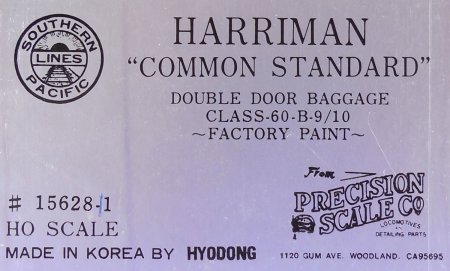 SOUTHERN
LINES
PACIFIC
HARRIMAN
"COMMON STANDARD"
DOUBLE DOOR BAGGAGE
CLASS-60-B-9/10
~FACTORY PAINT~
From
PRECISION
SCALE Co
LOCOMOTIVES
&
DETAILING PARTS
# 15628-1
HO SCALE
MADE IN KOREA BY HYODONG
1120 GUM AVE. WOODLAND. CA95695